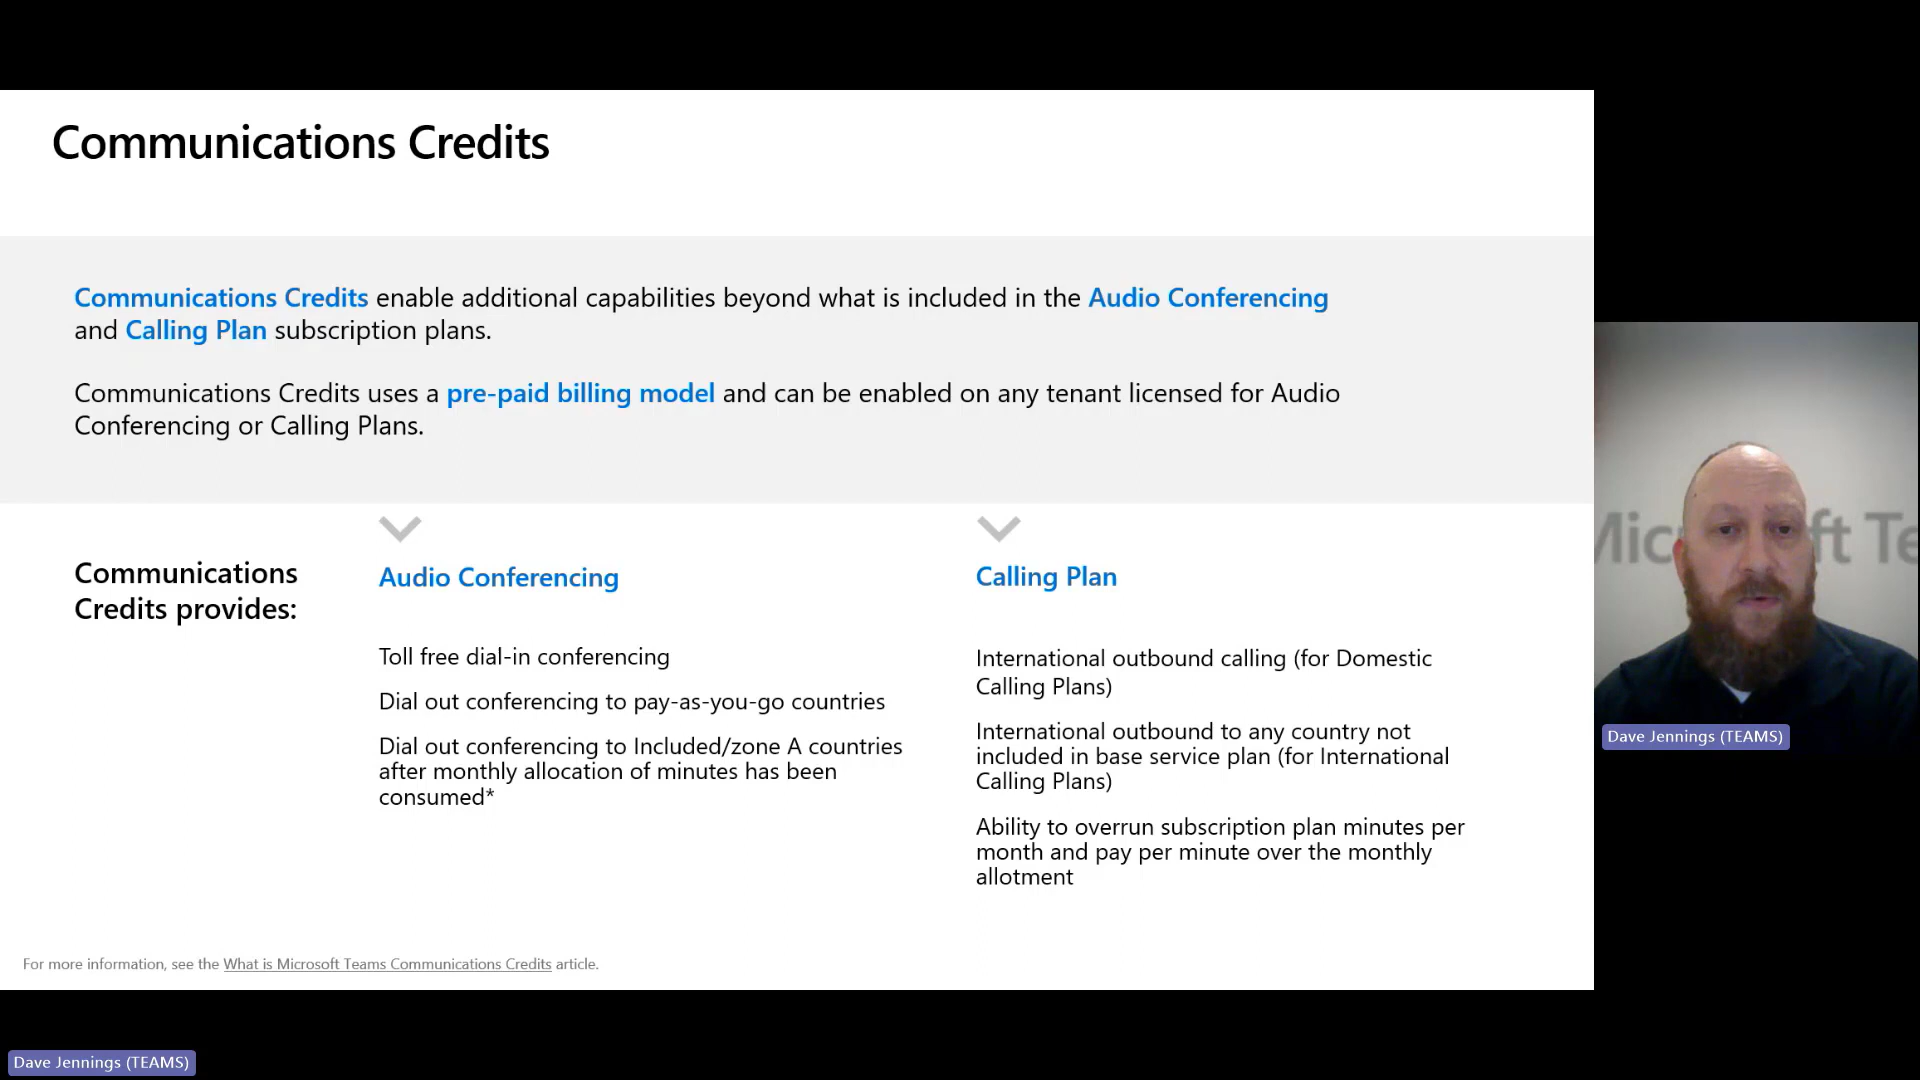 Communications Credits
Communications Credits enable additional capabilities beyond what is included in the Audio Conferencing
and Calling Plan subscription plans.
Communications Credits uses a pre-paid billing model and can be enabled on any tenant licensed for Audio
Conferencing or Calling Plans.
Communications
Credits provides:
Audio Conferencing
Toll free dial-in conferencing
Dial out conferencing to pay-as-you-go countries
Dial out conferencing to Included/zone A countries
after monthly allocation of minutes has been
consumed*
Calling Plan
International outbound calling (for Domestic
Calling Plans)
International outbound to any country not
included in base service plan (for International
Calling Plans)
Ability to overrun subscription plan minutes per
month and pay per minute over the monthly
allotment
For more information, see the What is Microsoft Teams Communications Credits article.
Mic ft Te
Dave Jennings (TEAMS)
Dave Jennings (TEAMS)